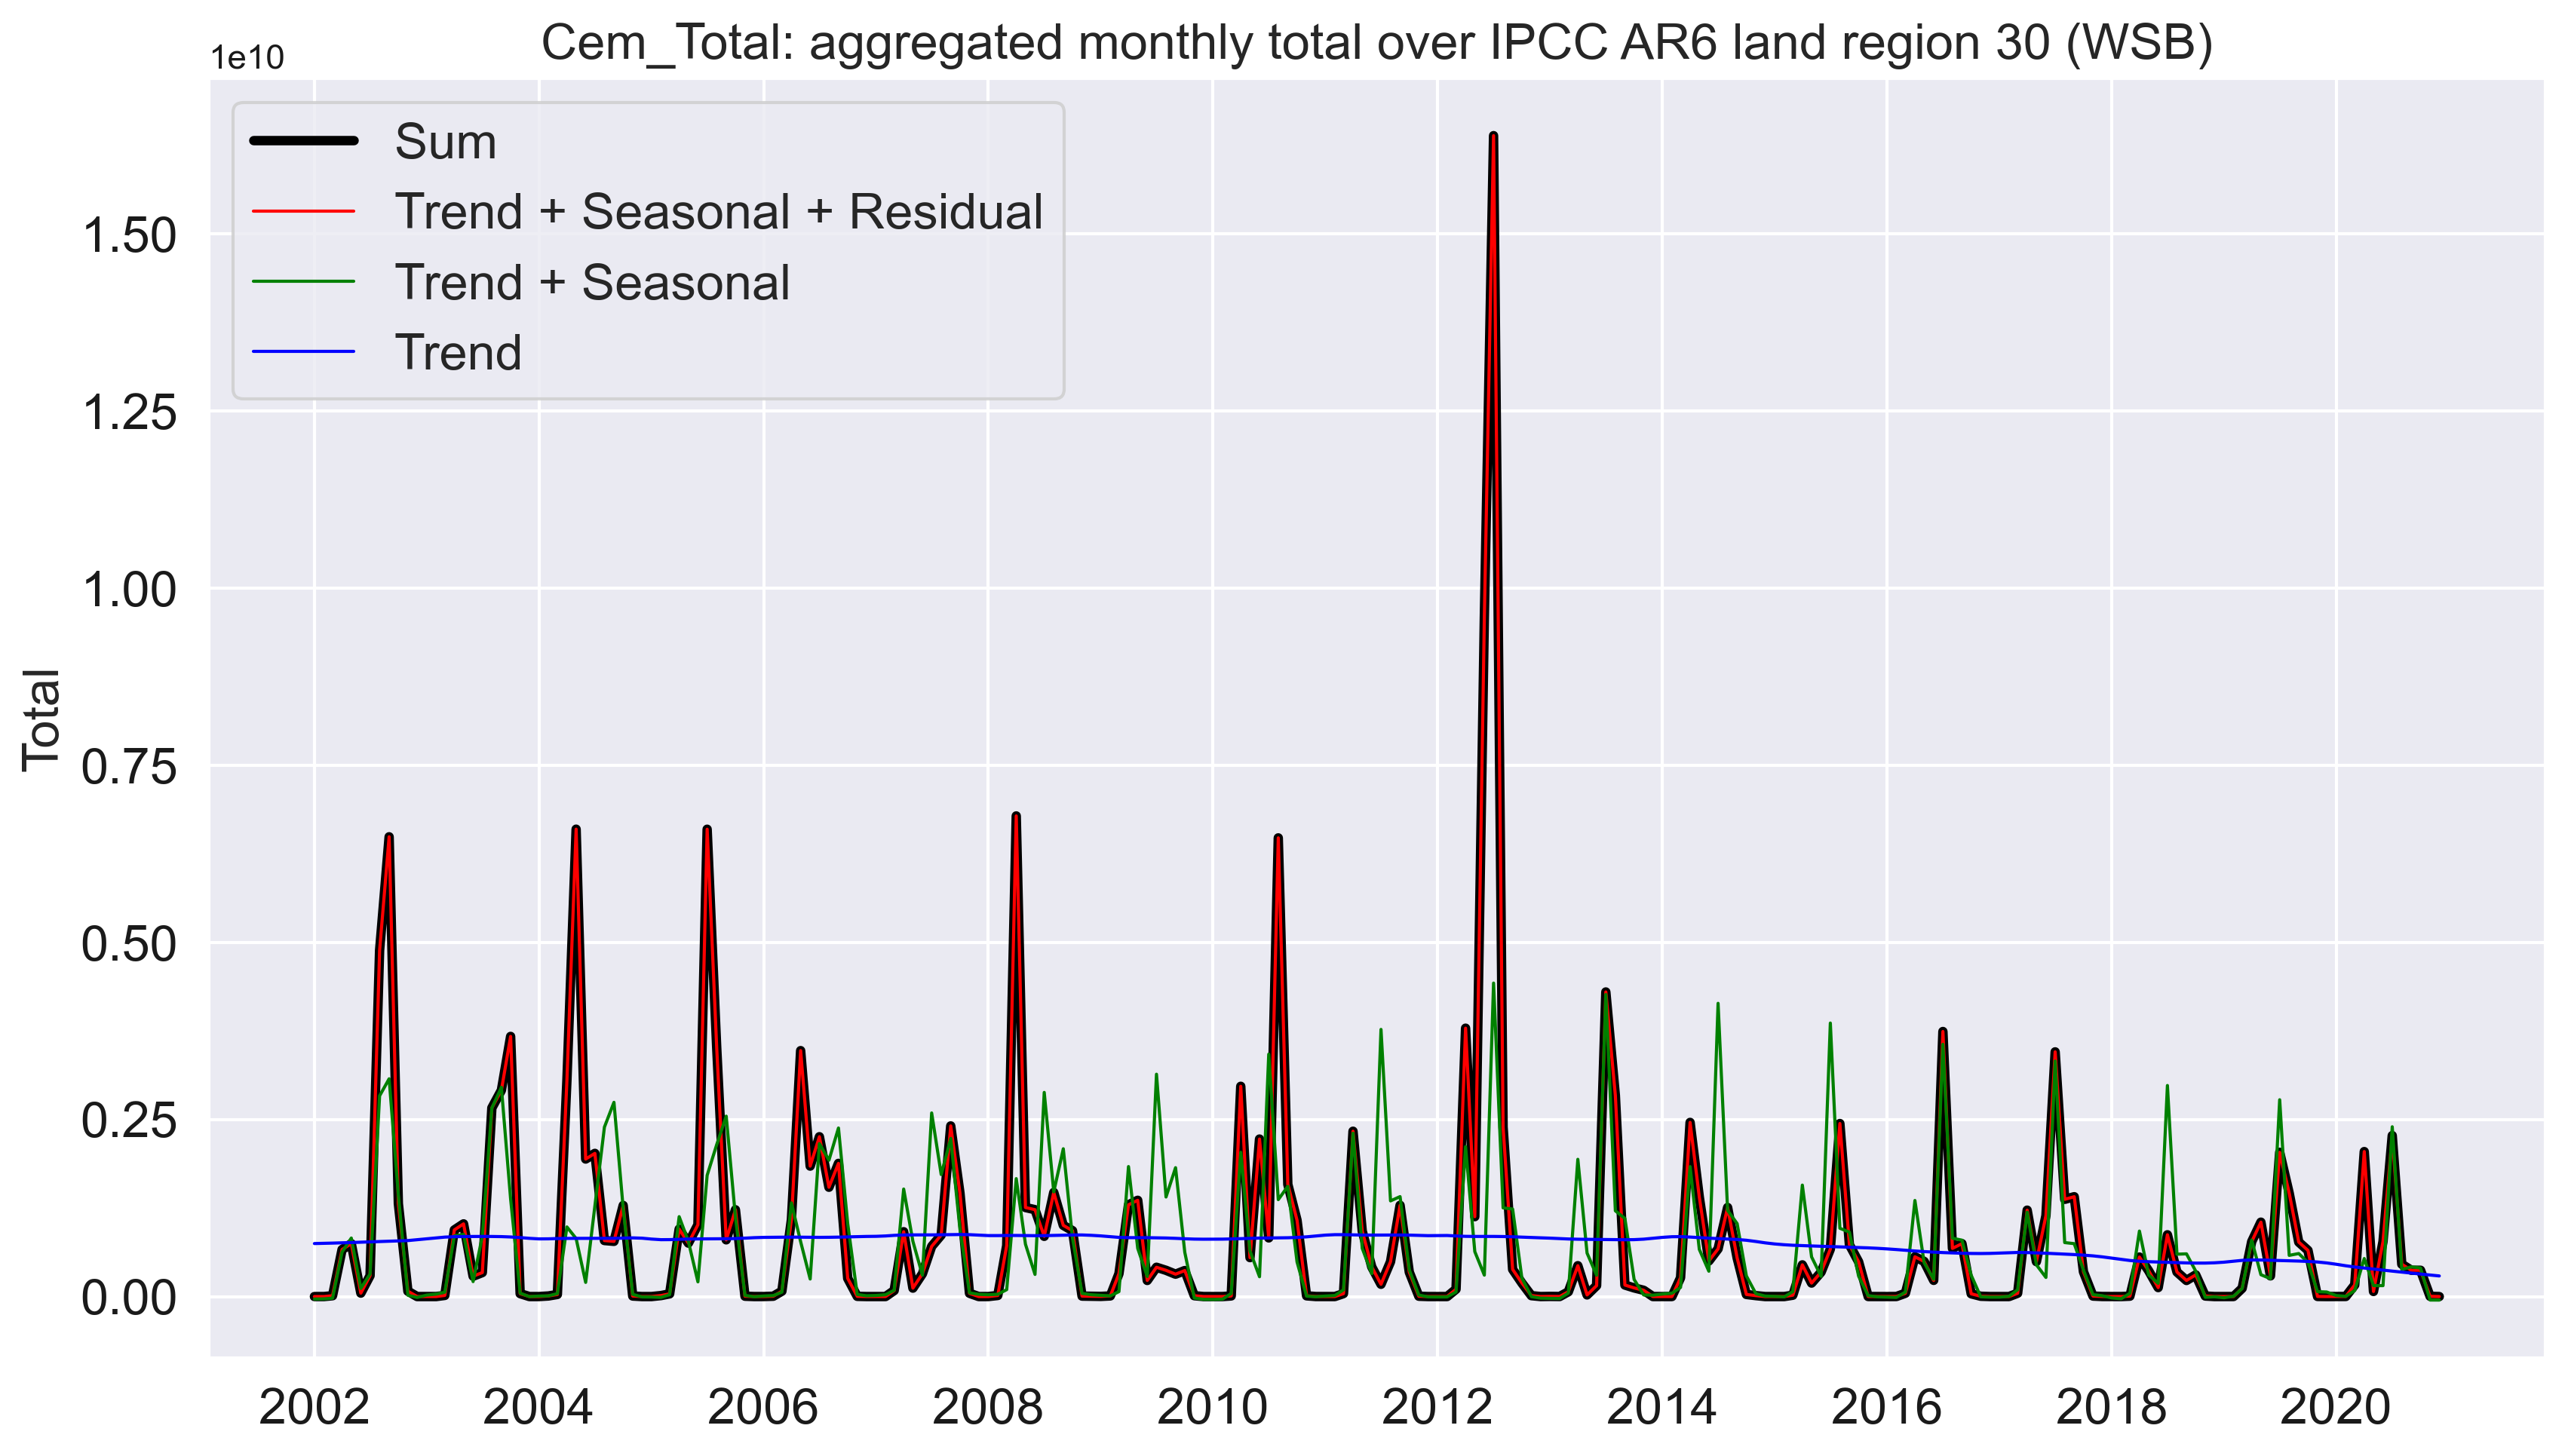 Cem_Total: aggregated monthly total over IPCC AR6 land region 30 (WSB)
1e10
Sum
Trend + Seasonal + Residual
Trend + Seasonal
Trend
1.50
1.25
1.00
0.75
0.50
0.25
0.00
Total
2002 2004 2006 2008 2010 2012 2014 2016 2018 2020